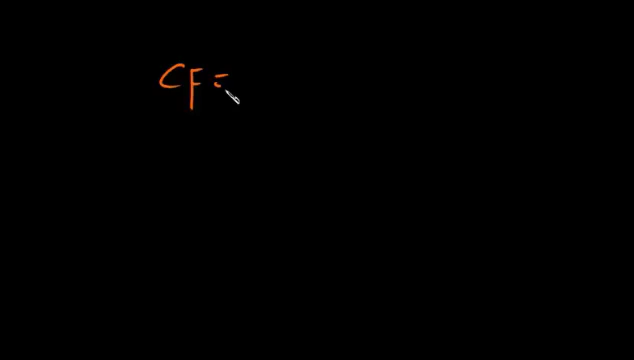 CF =